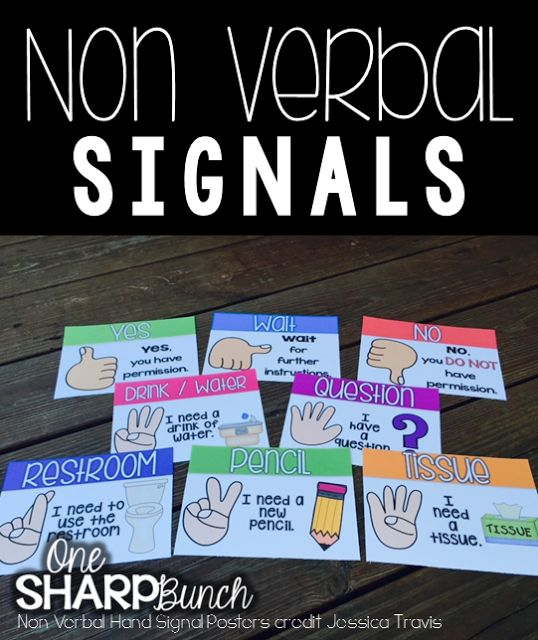 Non Verbal
SIGNALS
Yes
Yes,
you have
permission.
Wait
Wait
for
further
instructions.
No
No,
you DO NOT
have
permission.
Drink / Water
I need a
drink of
water.
Question
I
have
a
question
?
Restroom
I need to
use the
restroom
Pencil
I need a
new
pencil.
Tissue
I
need
a
tissue.
TISSUE
One
SHARP Bunch
Non Verbal Hand Signal Posters credit Jessica Travis